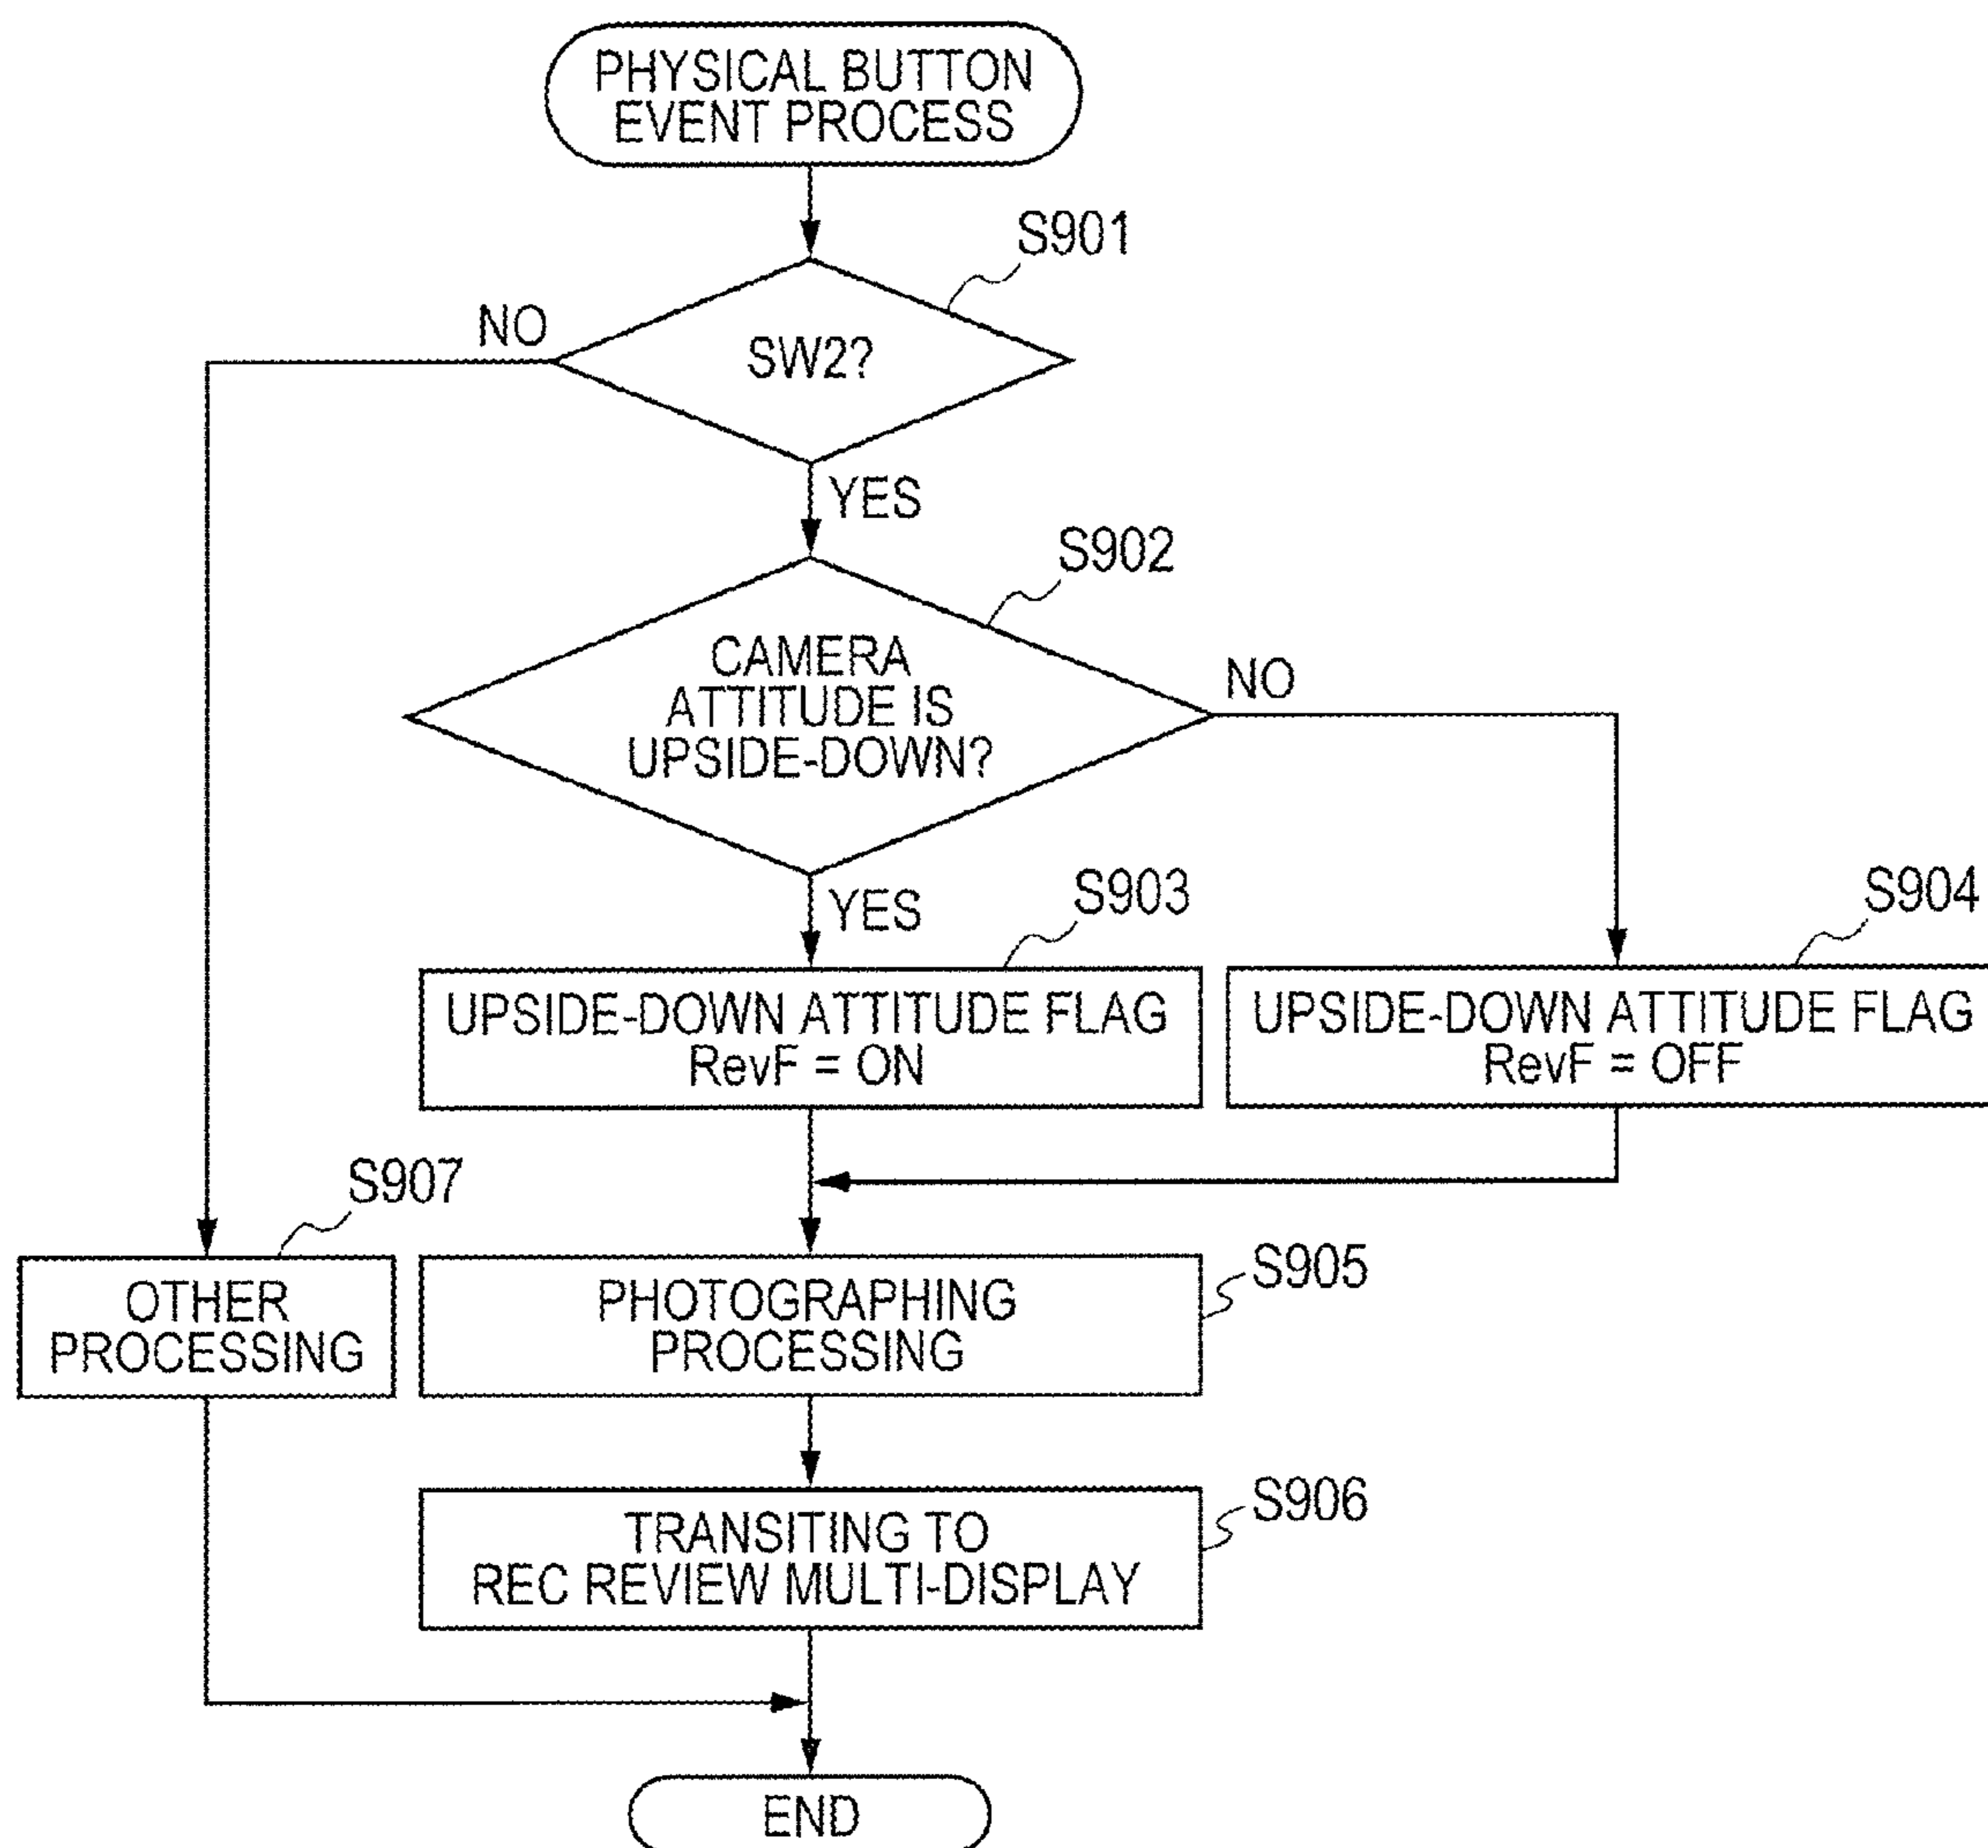 PHYSICAL BUTTON
EVENT PROCESS
S901
NO
SW2?
YES
S902
CAMERA
ATTITUDE IS
UPSIDE-DOWN?
NO
YES
S903
S904
UPSIDE-DOWN ATTITUDE FLAG
RevF = ON
UPSIDE-DOWN ATTITUDE FLAG
RevF = OFF
S907
OTHER
PROCESSING
PHOTOGRAPHING
PROCESSING
S905
TRANSITING TO
REC REVIEW MULTI-DISPLAY
S906
END